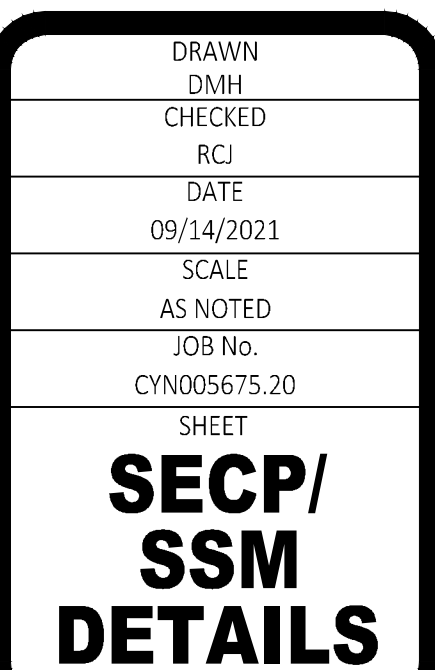 DRAWN
DMH
CHECKED
RCJ
DATE
09/14/2021
SCALE
AS NOTED
JOB No.
CYN005675.20
SHEET
SECP/
SSM
DETAILS